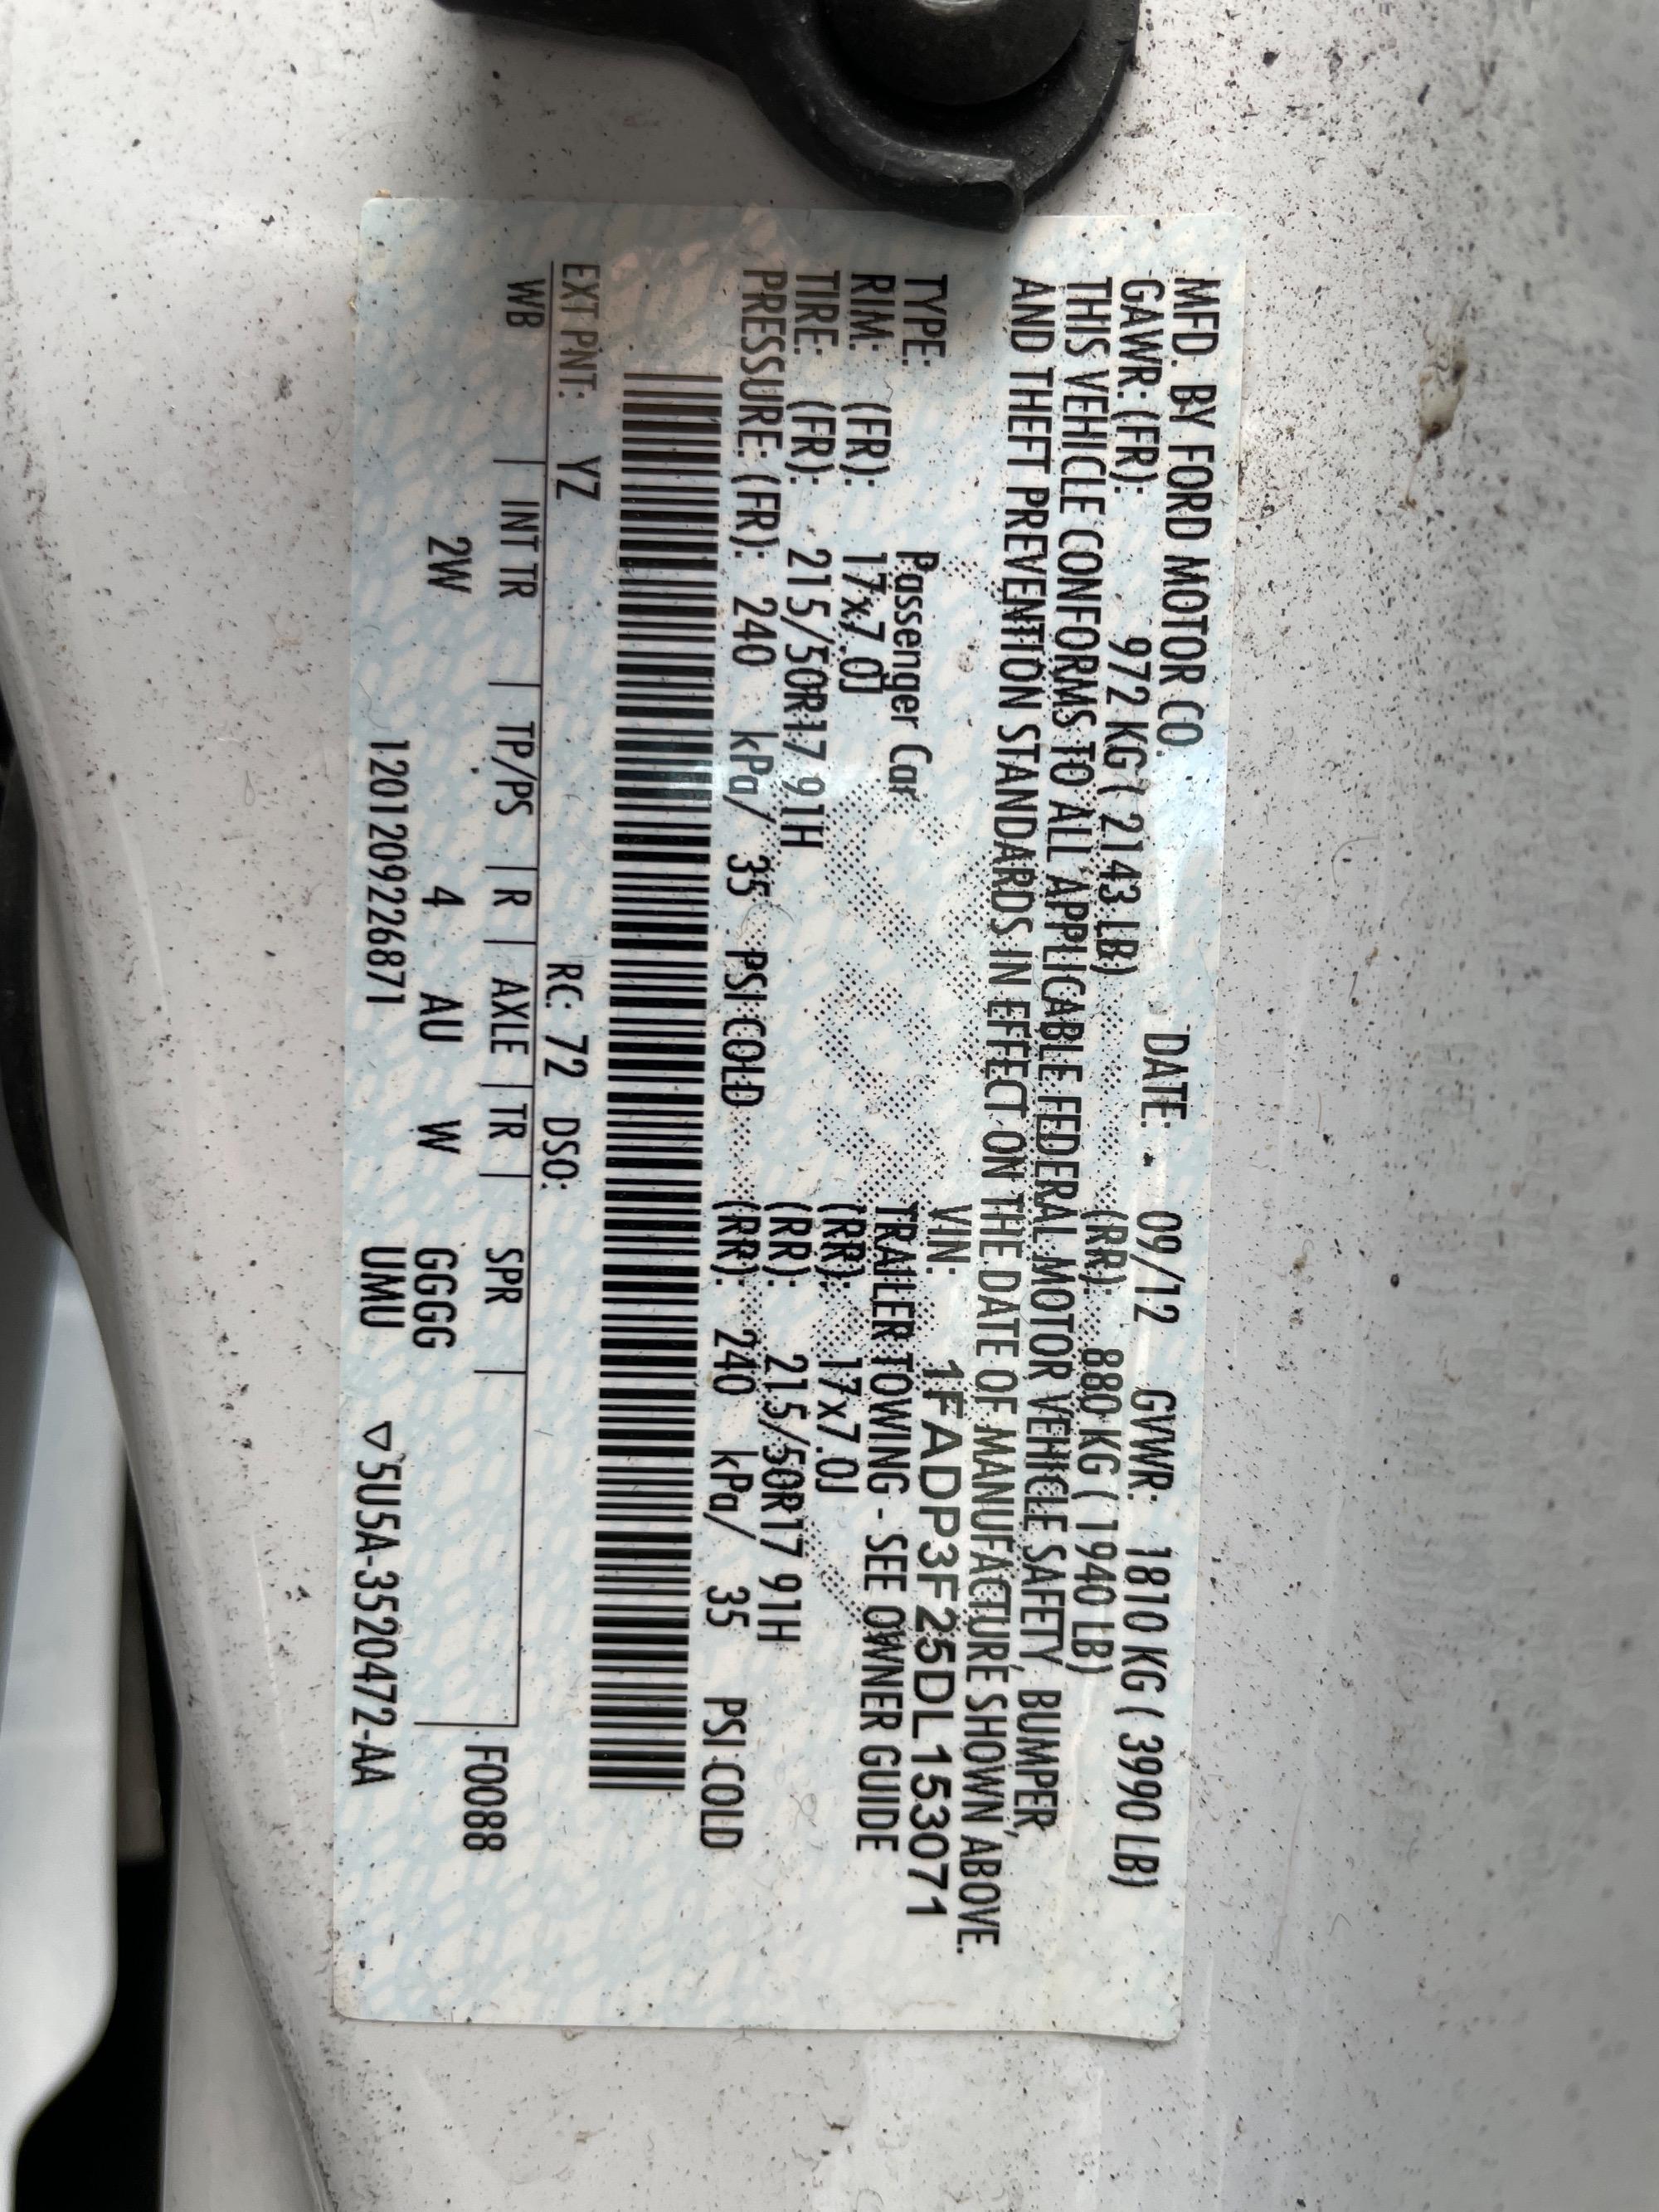 MFD. BY FORD MOTOR CO. DATE: 09/12 GVWR: 1810 KG ( 3990 LB)
GAWR: (FR): 972 KG ( 2143 LB) (RR): 880 KG ( 1940 LB)
THIS VEHICLE CONFORMS TO ALL APPLICABLE FEDERAL MOTOR VEHICLE SAFETY, BUMPER,
AND THEFT PREVENTION STANDARDS IN EFFECT ON THE DATE OF MANUFACTURE SHOWN ABOVE.
VIN: 1FADP3F25DL153071
TYPE: Passenger Car TRAILER TOWING - SEE OWNER GUIDE
RIM: (FR): 17x7.0J (RR): 17x7.0J
TIRE: (FR): 215/50R17 91H (RR): 215/50R17 91H
PRESSURE: (FR): 240 kPa/ 35 PSI COLD (RR): 240 kPa/ 35 PSI COLD
EXT PNT: YZ RC: 72 DSO:
WB INT TR TP/PS R AXLE TR SPR F0088
2W 4 AU W GGGG
120120922687​1 UMU ▽5U5A-3520472-AA